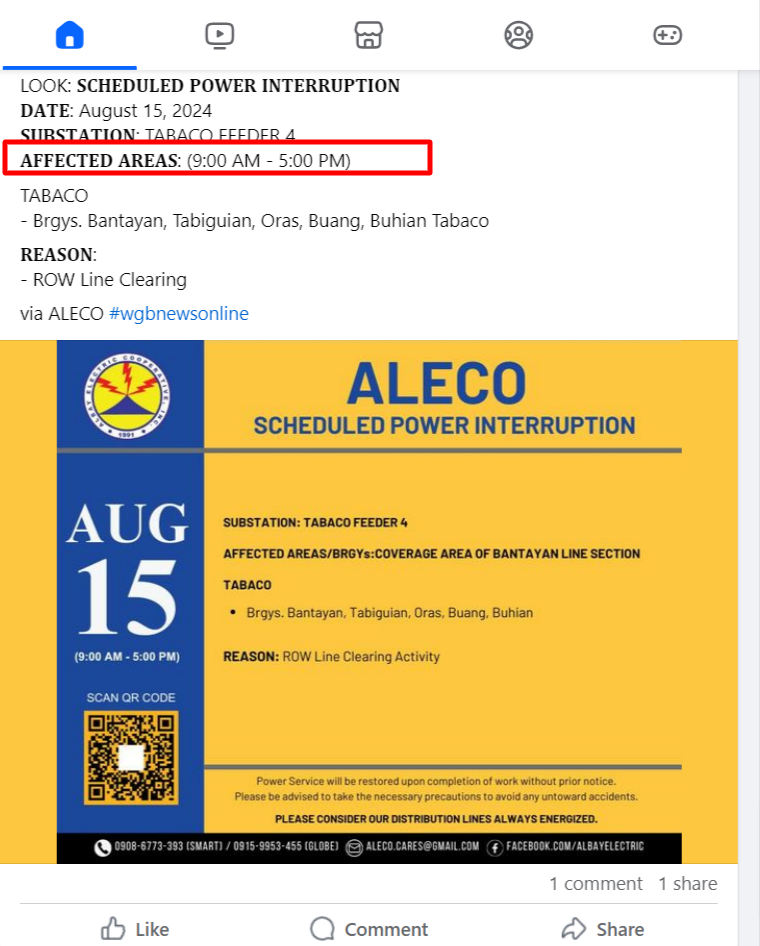 LOOK: SCHEDULED POWER INTERRUPTION
DATE: August 15, 2024
SUBSTATION: TABACO FEEDER 4
AFFECTED AREAS: (9:00 AM - 5:00 PM)
TABACO
- Brgys. Bantayan, Tabiguian, Oras, Buang, Buhian Tabaco
REASON:
- ROW Line Clearing
via ALECO #wgbnewsonline
ALBAY ELECTRIC COOPERATIVE, INC.
1991
ALECO
SCHEDULED POWER INTERRUPTION
AUG
15
(9:00 AM - 5:00 PM)
SCAN QR CODE
SUBSTATION: TABACO FEEDER 4
AFFECTED AREAS/BRGYs:COVERAGE AREA OF BANTAYAN LINE SECTION
TABACO
• Brgys. Bantayan, Tabiguian, Oras, Buang, Buhian
REASON: ROW Line Clearing Activity
Power Service will be restored upon completion of work without prior notice.
Please be advised to take the necessary precautions to avoid any untoward accidents.
PLEASE CONSIDER OUR DISTRIBUTION LINES ALWAYS ENERGIZED.
0908-6773-393 (SMART) / 0915-9953-455 (GLOBE) ALECO.CARES@GMAIL.COM FACEBOOK.COM/ALBAYELECTRIC
1 comment 1 share
Like Comment Share